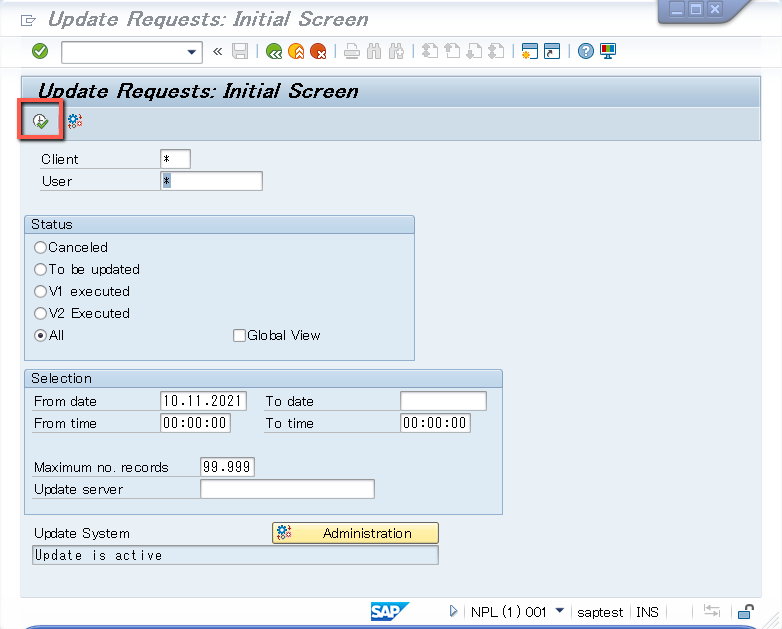 Update Requests: Initial Screen
«
Update Requests: Initial Screen
Client *
User *
Status
Canceled
To be updated
V1 executed
V2 Executed
All Global View
Selection
From date 10.11.2021 To date
From time 00:00:00 To time 00:00:00
Maximum no. records 99.999
Update server
Update System Administration
Update is active
SAP NPL (1) 001 saptest INS